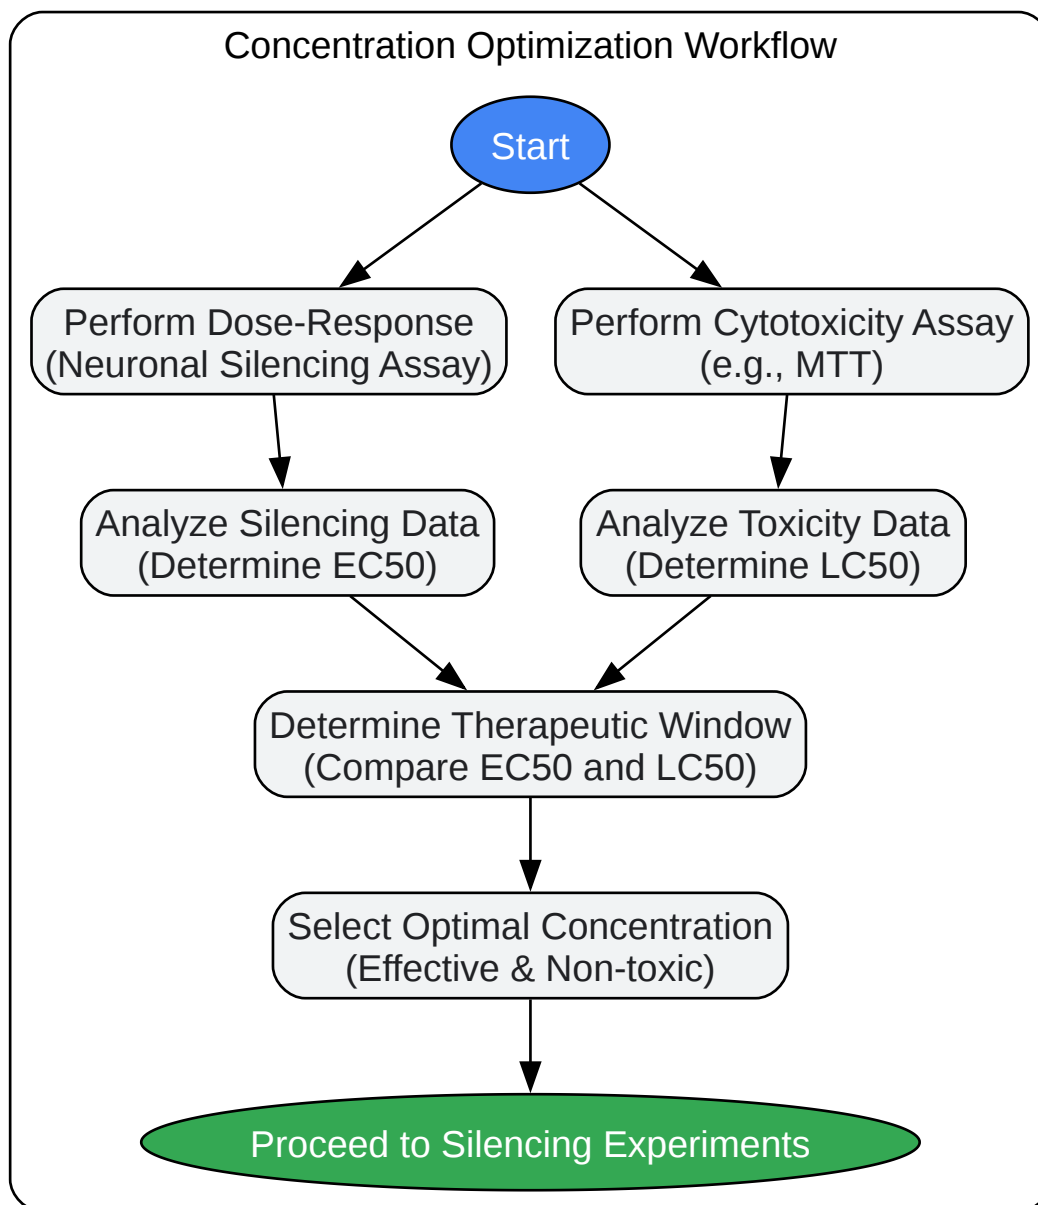 Concentration Optimization Workflow
Start
Perform Dose-Response
(Neuronal Silencing Assay)
Perform Cytotoxicity Assay
(e.g., MTT)
Analyze Silencing Data
(Determine EC50)
Analyze Toxicity Data
(Determine LC50)
Determine Therapeutic Window
(Compare EC50 and LC50)
Select Optimal Concentration
(Effective & Non-toxic)
Proceed to Silencing Experiments